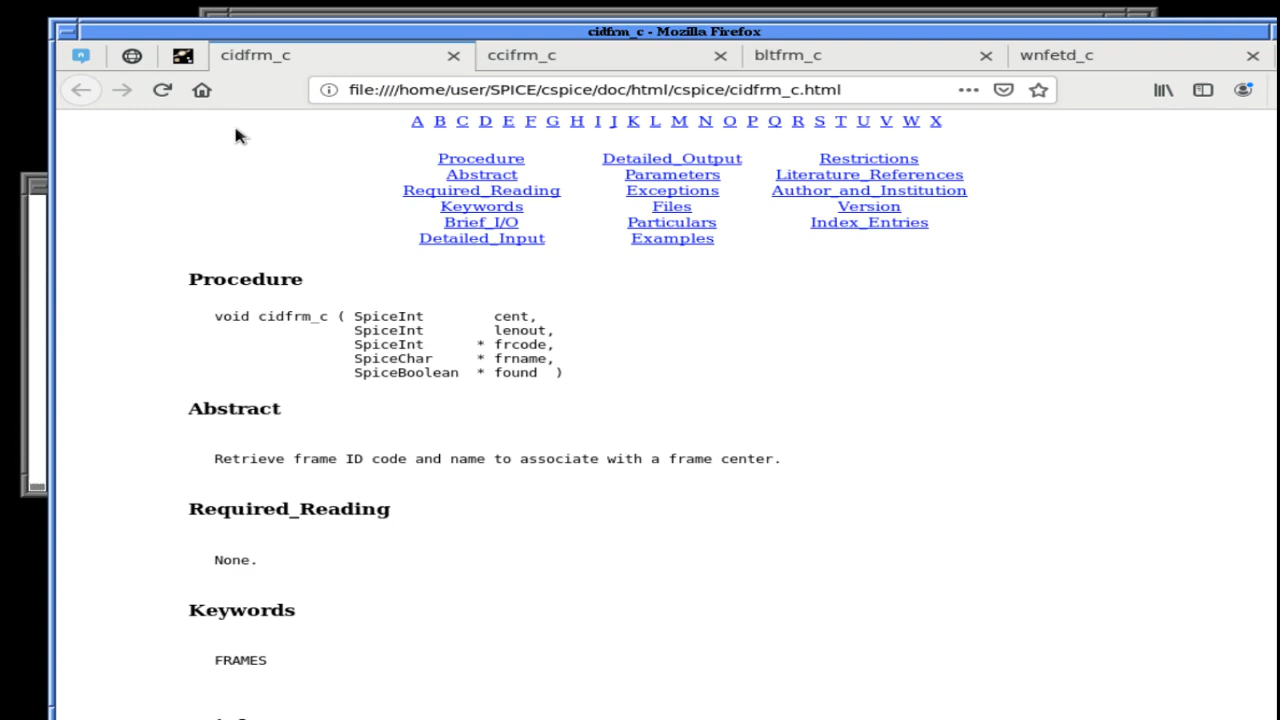 cidfrm_c - Mozilla Firefox
cidfrm_c ccifrm_c bltfrm_c wnfetd_c
file:////home/user/SPICE/cspice/doc/html/cspice/cidfrm_c.html
A B C D E F G H I J K L M N O P Q R S T U V W X
Procedure Detailed_Output Restrictions
Abstract Parameters Literature_References
Required_Reading Exceptions Author_and_Institution
Keywords Files Version
Brief_I/O Particulars Index_Entries
Detailed_Input Examples
Procedure
void cidfrm_c ( SpiceInt cent,
SpiceInt lenout,
SpiceInt * frcode,
SpiceChar * frname,
SpiceBoolean * found )
Abstract
Retrieve frame ID code and name to associate with a frame center.
Required_Reading
None.
Keywords
FRAMES